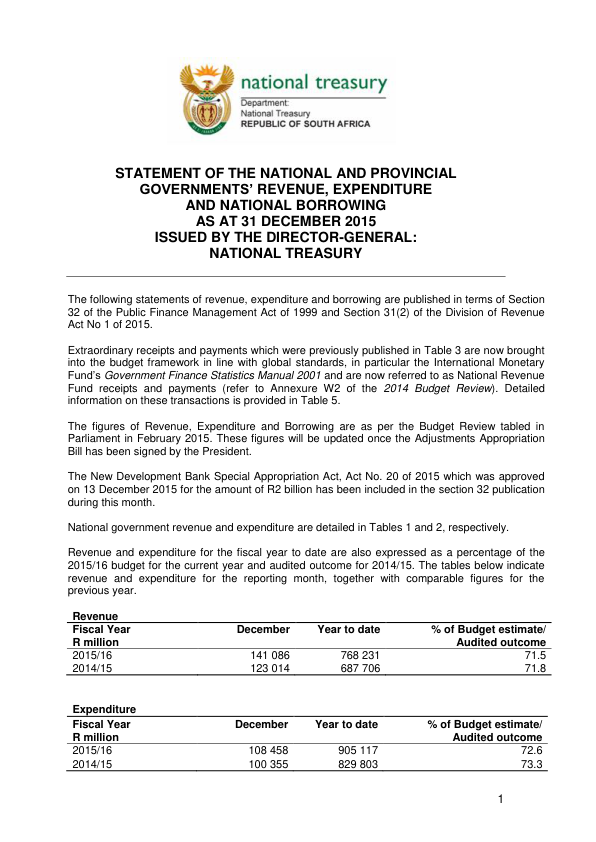 national treasury
Department:
National Treasury
REPUBLIC OF SOUTH AFRICA
STATEMENT OF THE NATIONAL AND PROVINCIAL
GOVERNMENTS' REVENUE, EXPENDITURE
AND NATIONAL BORROWING
AS AT 31 DECEMBER 2015
ISSUED BY THE DIRECTOR-GENERAL:
NATIONAL TREASURY
The following statements of revenue, expenditure and borrowing are published in terms of Section
32 of the Public Finance Management Act of 1999 and Section 31(2) of the Division of Revenue
Act No 1 of 2015.
Extraordinary receipts and payments which were previously published in Table 3 are now brought
into the budget framework in line with global standards, in particular the International Monetary
Fund's Government Finance Statistics Manual 2001 and are now referred to as National Revenue
Fund receipts and payments (refer to Annexure W2 of the 2014 Budget Review). Detailed
information on these transactions is provided in Table 5.
The figures of Revenue, Expenditure and Borrowing are as per the Budget Review tabled in
Parliament in February 2015. These figures will be updated once the Adjustments Appropriation
Bill has been signed by the President.
The New Development Bank Special Appropriation Act, Act No. 20 of 2015 which was approved
on 13 December 2015 for the amount of R2 billion has been included in the section 32 publication
during this month.
National government revenue and expenditure are detailed in Tables 1 and 2, respectively.
Revenue and expenditure for the fiscal year to date are also expressed as a percentage of the
2015/16 budget for the current year and audited outcome for 2014/15. The tables below indicate
revenue and expenditure for the reporting month, together with comparable figures for the
previous year.
Revenue
Fiscal Year December Year to date % of Budget estimate/
R million Audited outcome
2015/16 141 086 768 231 71.5
2014/15 123 014 687 706 71.8
Expenditure
Fiscal Year December Year to date % of Budget estimate/
R million Audited outcome
2015/16 108 458 905 117 72.6
2014/15 100 355 829 803 73.3
1